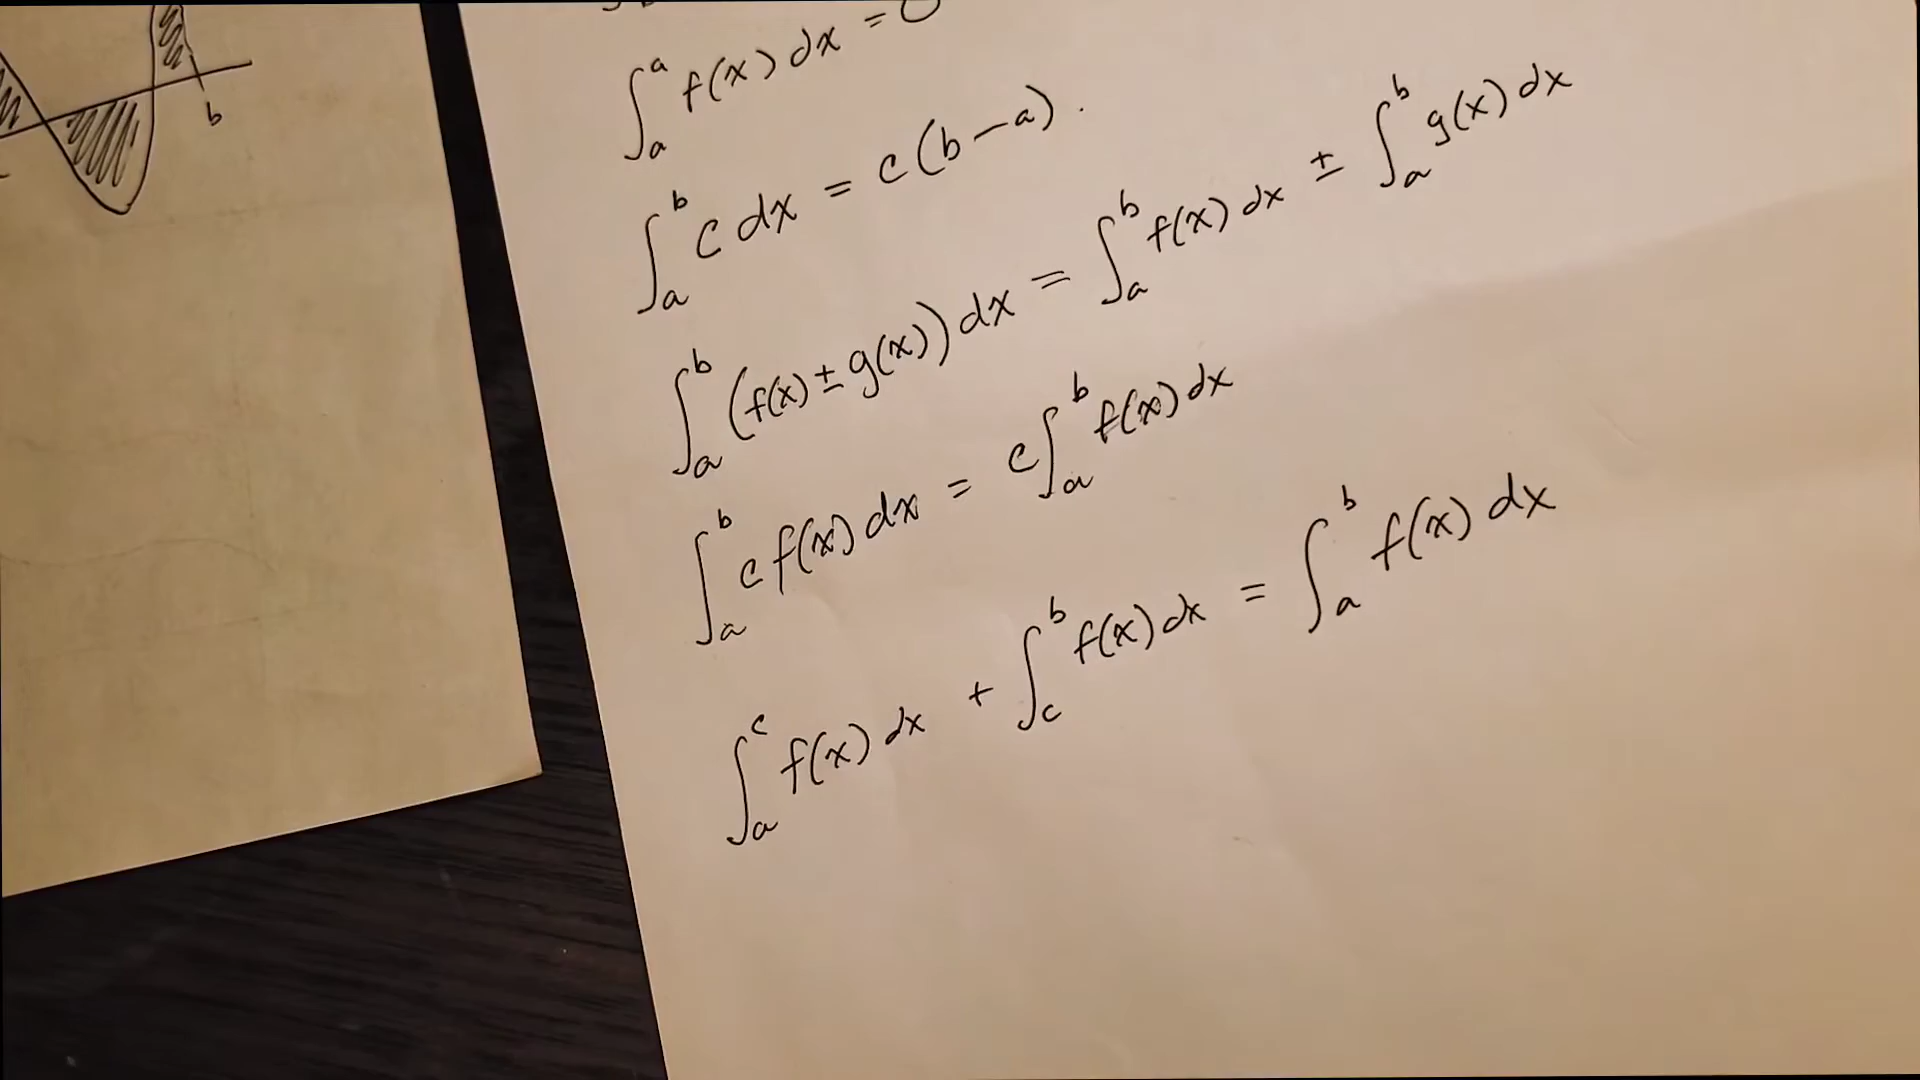 b
∫_a^a f(x) dx = 0
∫_a^b c dx = c(b − a).
∫_a^b (f(x) ± g(x)) dx = ∫_a^b f(x) dx ± ∫_a^b g(x) dx
∫_a^b c f(x) dx = c ∫_a^b f(x) dx
∫_a^c f(x) dx + ∫_c^b f(x) dx = ∫_a^b f(x) dx